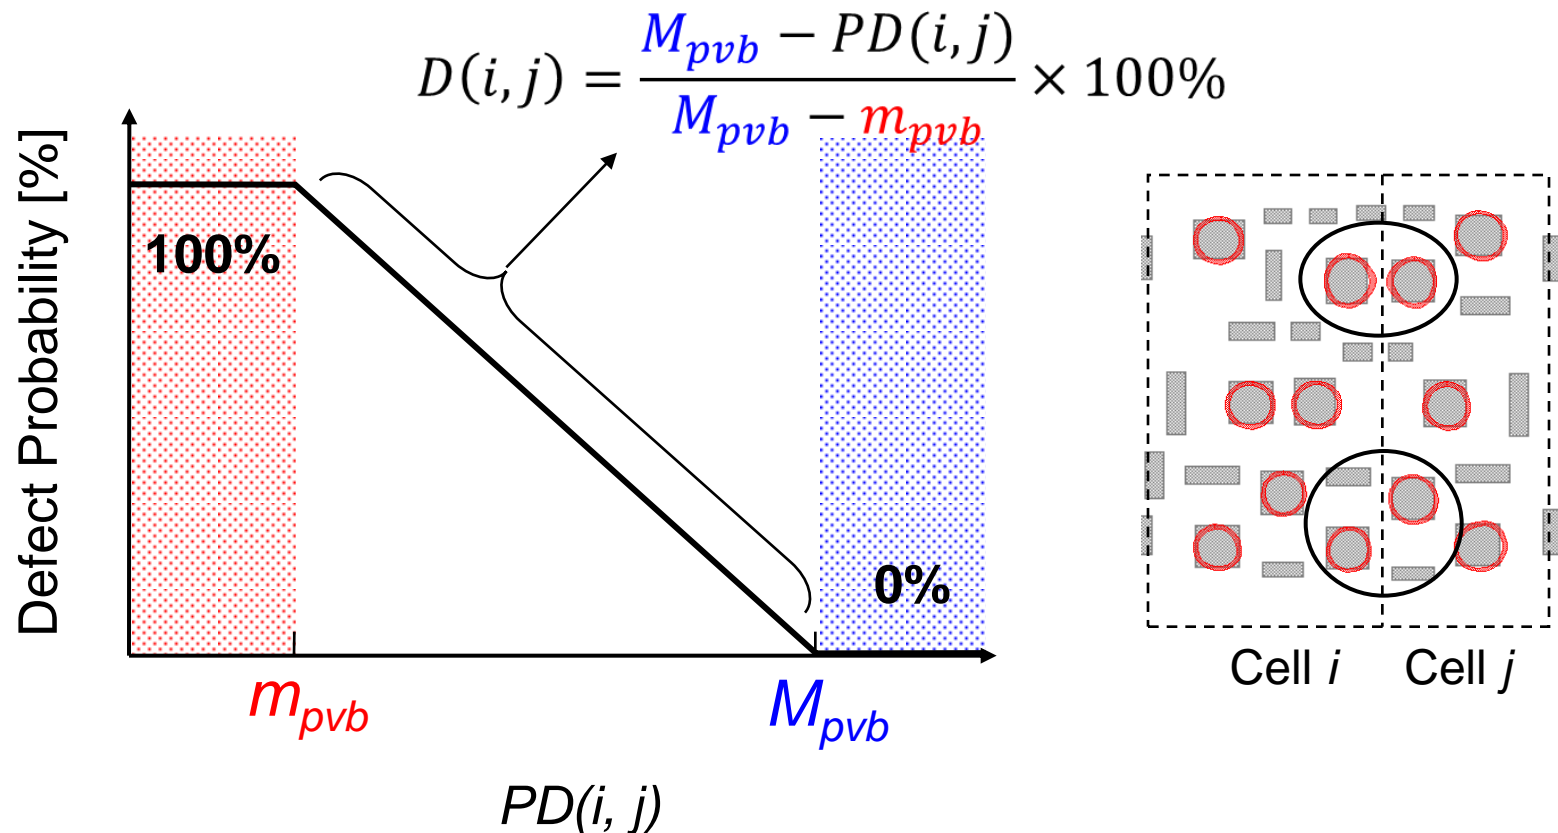 D(i, j) = (M_pvb − PD(i, j)) / (M_pvb − m_pvb) × 100%
Defect Probability [%]
100%
0%
m_pvb
M_pvb
PD(i, j)
Cell i
Cell j